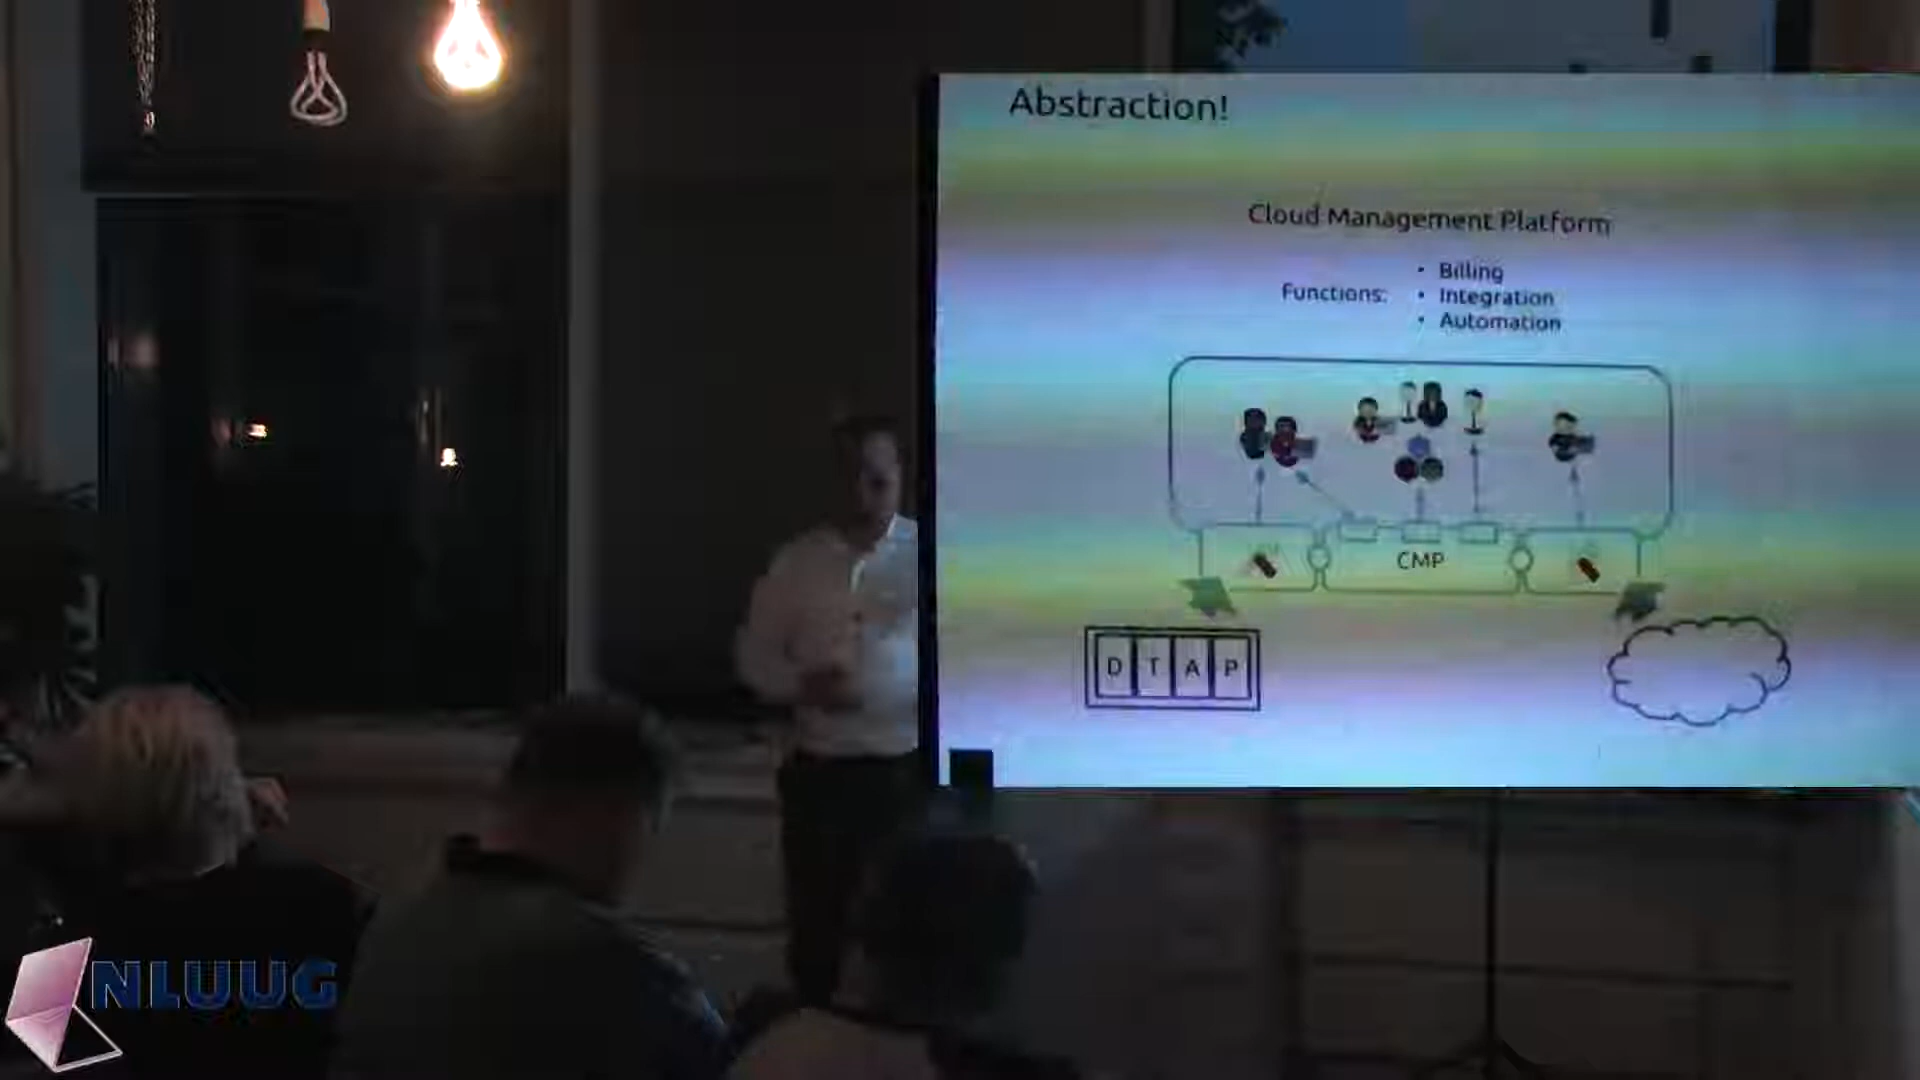 Abstraction!
Cloud Management Platform
Functions:
• Billing
• Integration
• Automation
CMP
D T A P
NLUUG